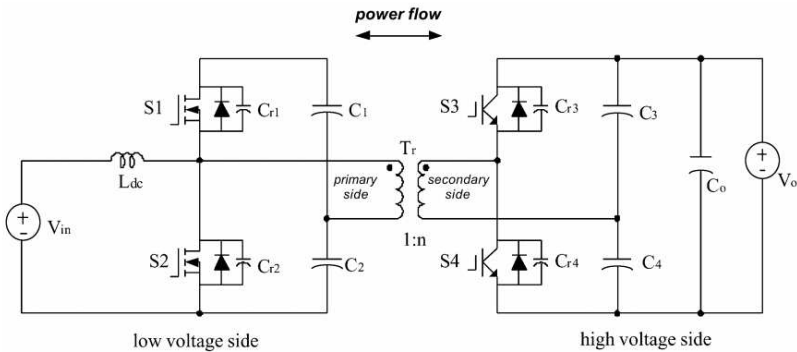 power flow
S1
Cr1
C1
S3
Cr3
C3
Tr
Ldc
primary side
secondary side
Co
Vo
+
-
Vin
+
-
1:n
S2
Cr2
C2
S4
Cr4
C4
low voltage side
high voltage side